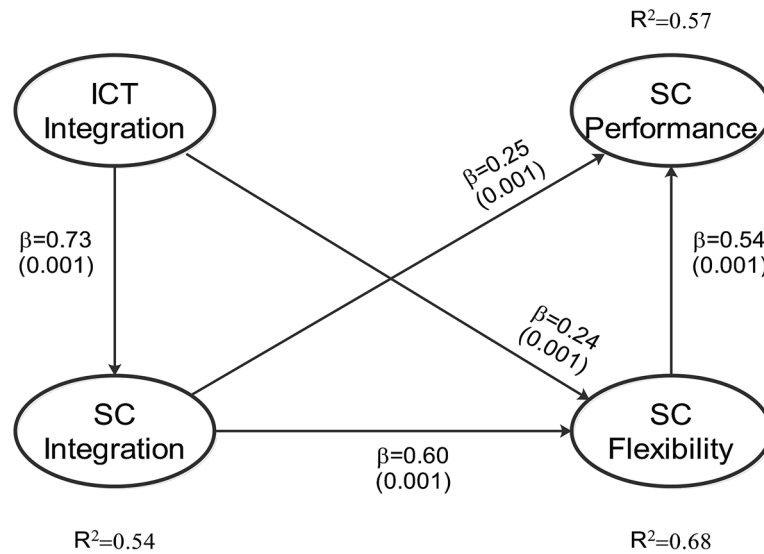 R²=0.57
ICT
Integration
SC
Performance
β=0.25
(0.001)
β=0.73
(0.001)
β=0.54
(0.001)
β=0.24
(0.001)
SC
Integration
SC
Flexibility
β=0.60
(0.001)
R²=0.54
R²=0.68